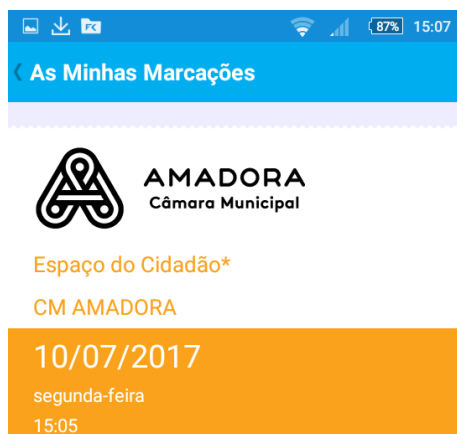 FK 87% 15:07
As Minhas Marcações
AMADORA
Câmara Municipal
Espaço do Cidadão*
CM AMADORA
10/07/2017
segunda-feira
15:05